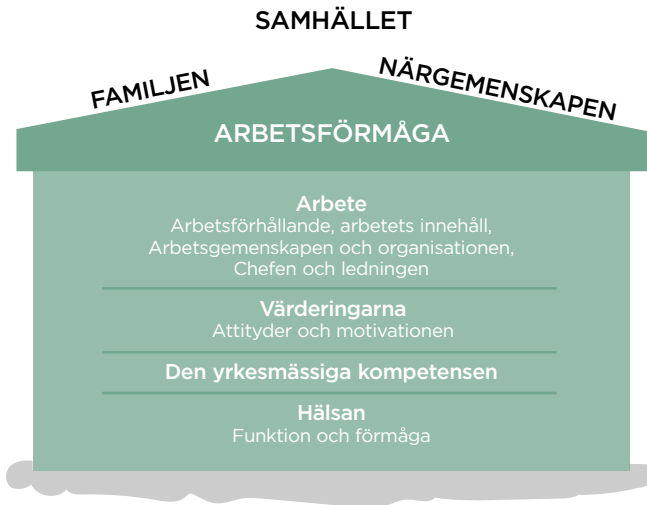 SAMHÄLLET
FAMILJEN
NÄRGEMENSKAPEN
ARBETSFÖRMÅGA
Arbete
Arbetsförhållande, arbetets innehåll,
Arbetsgemenskapen och organisationen,
Chefen och ledningen
Värderingarna
Attityder och motivationen
Den yrkesmässiga kompetensen
Hälsan
Funktion och förmåga